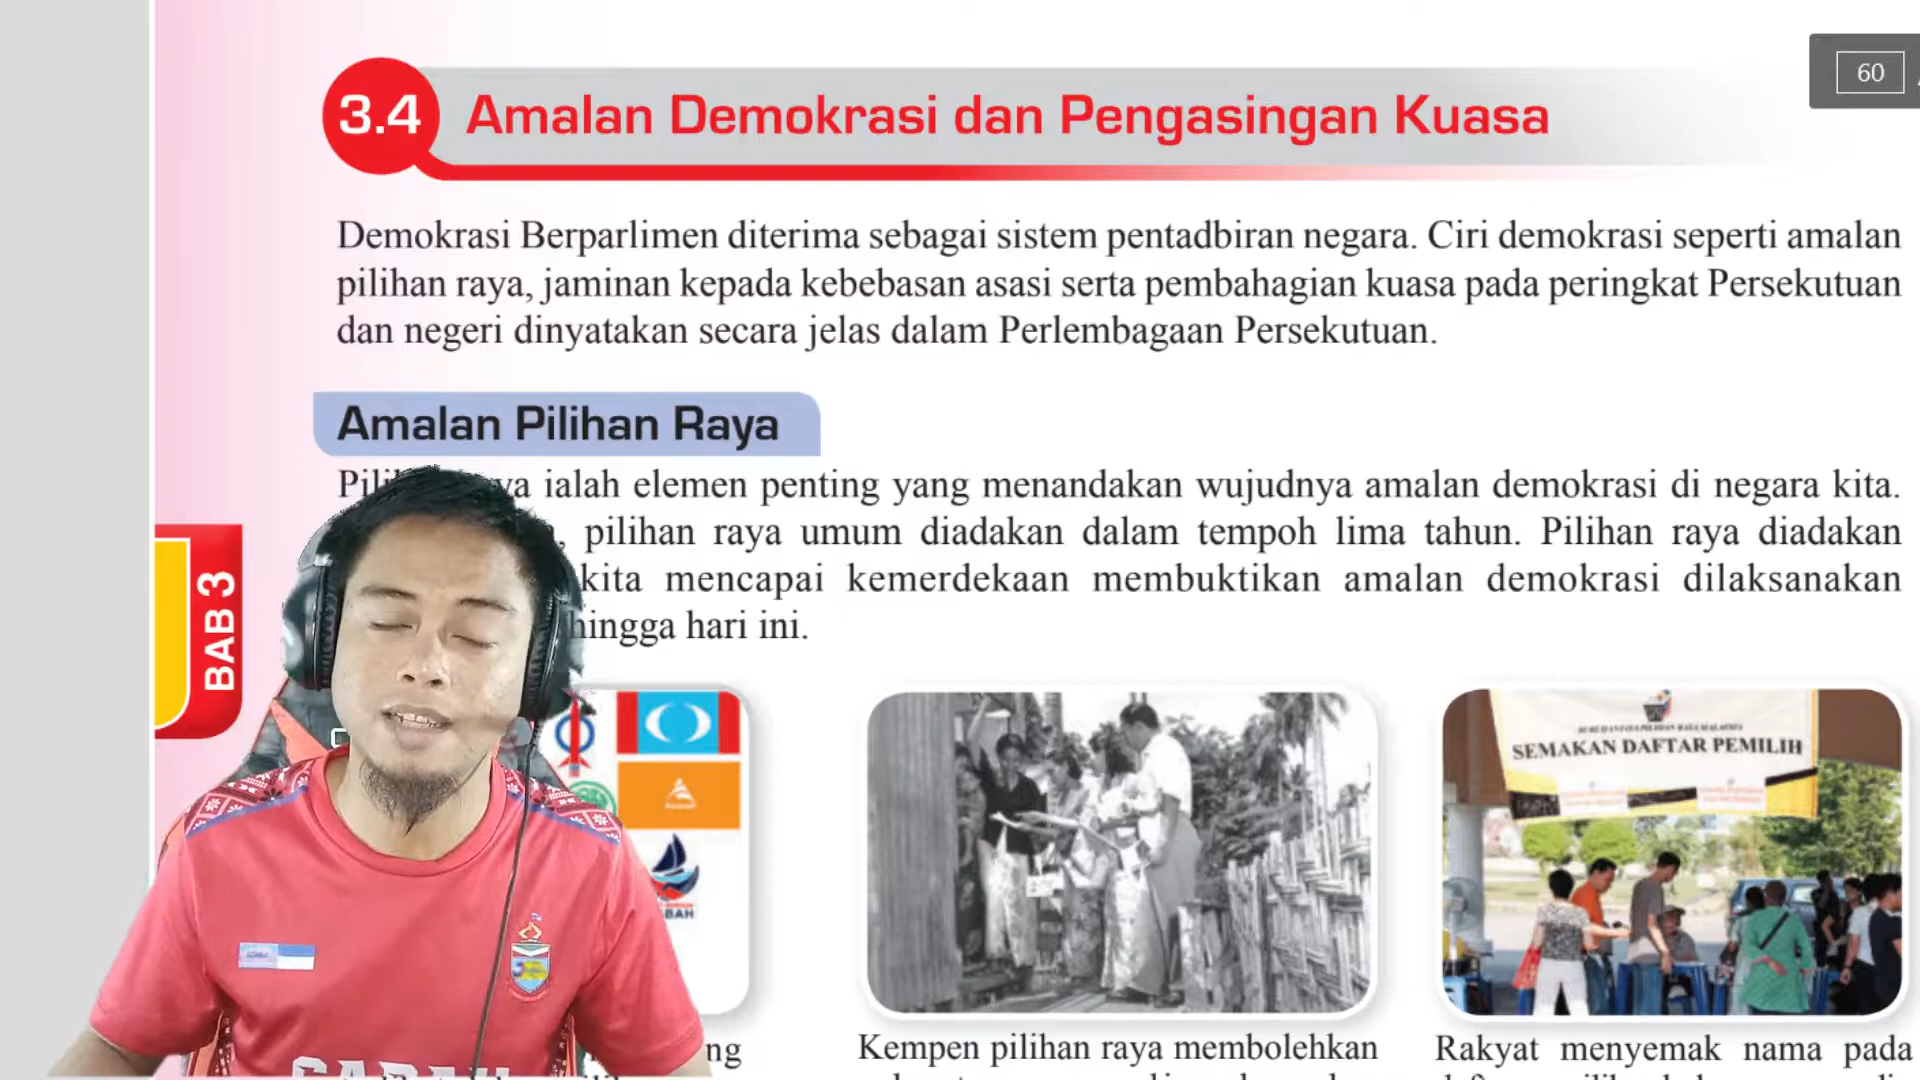 60
3.4 Amalan Demokrasi dan Pengasingan Kuasa
Demokrasi Berparlimen diterima sebagai sistem pentadbiran negara. Ciri demokrasi seperti amalan
pilihan raya, jaminan kepada kebebasan asasi serta pembahagian kuasa pada peringkat Persekutuan
dan negeri dinyatakan secara jelas dalam Perlembagaan Persekutuan.
Amalan Pilihan Raya
ialah elemen penting yang menandakan wujudnya amalan demokrasi di negara kita.
pilihan raya umum diadakan dalam tempoh lima tahun. Pilihan raya diadakan
kita mencapai kemerdekaan membuktikan amalan demokrasi dilaksanakan
hingga hari ini.
BAB 3
SEMAKAN DAFTAR PEMILIH
Kempen pilihan raya membolehkan
Rakyat menyemak nama pada